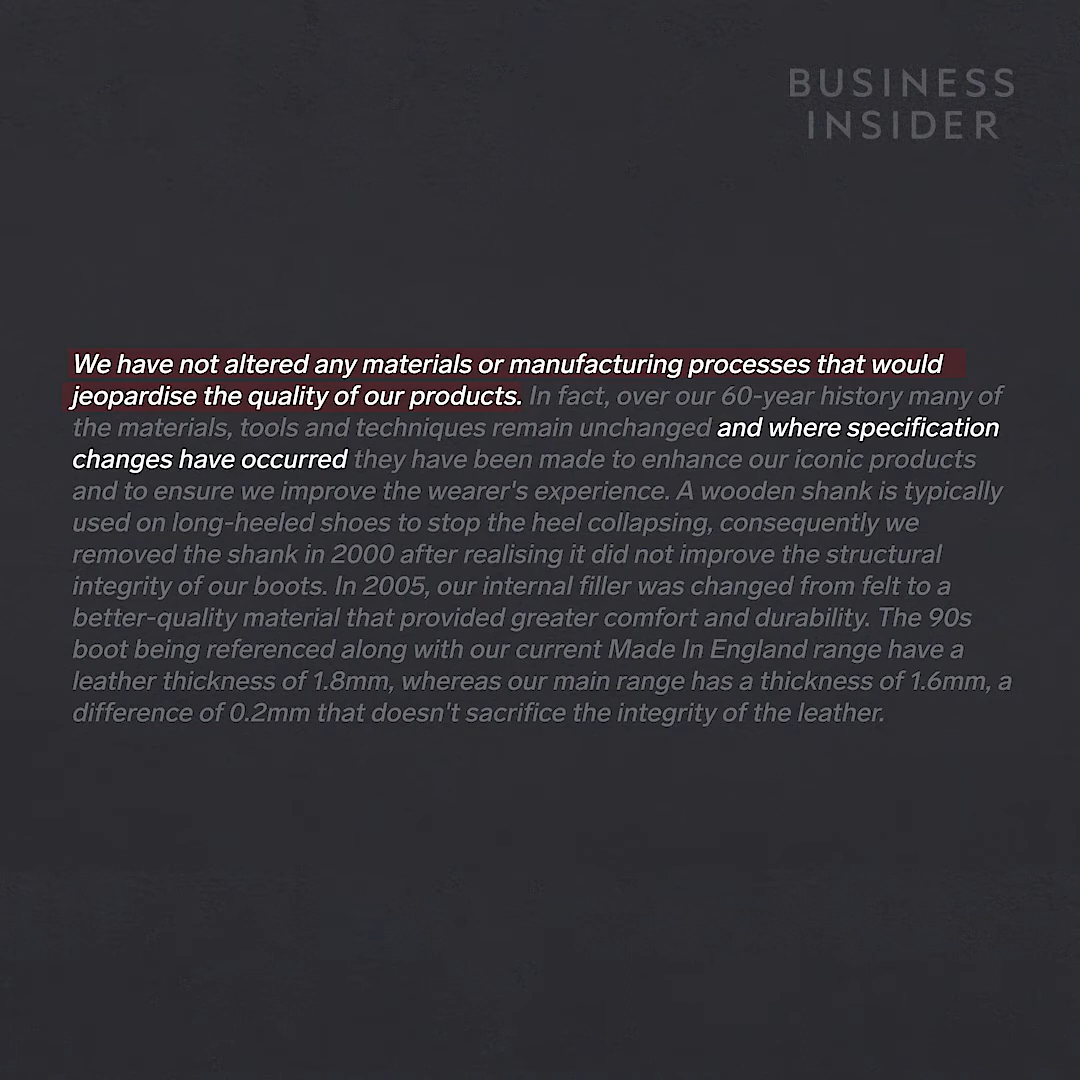 BUSINESS
INSIDER
We have not altered any materials or manufacturing processes that would
jeopardise the quality of our products. In fact, over our 60-year history many of
the materials, tools and techniques remain unchanged and where specification
changes have occurred they have been made to enhance our iconic products
and to ensure we improve the wearer's experience. A wooden shank is typically
used on long-heeled shoes to stop the heel collapsing, consequently we
removed the shank in 2000 after realising it did not improve the structural
integrity of our boots. In 2005, our internal filler was changed from felt to a
better-quality material that provided greater comfort and durability. The 90s
boot being referenced along with our current Made In England range have a
leather thickness of 1.8mm, whereas our main range has a thickness of 1.6mm, a
difference of 0.2mm that doesn't sacrifice the integrity of the leather.